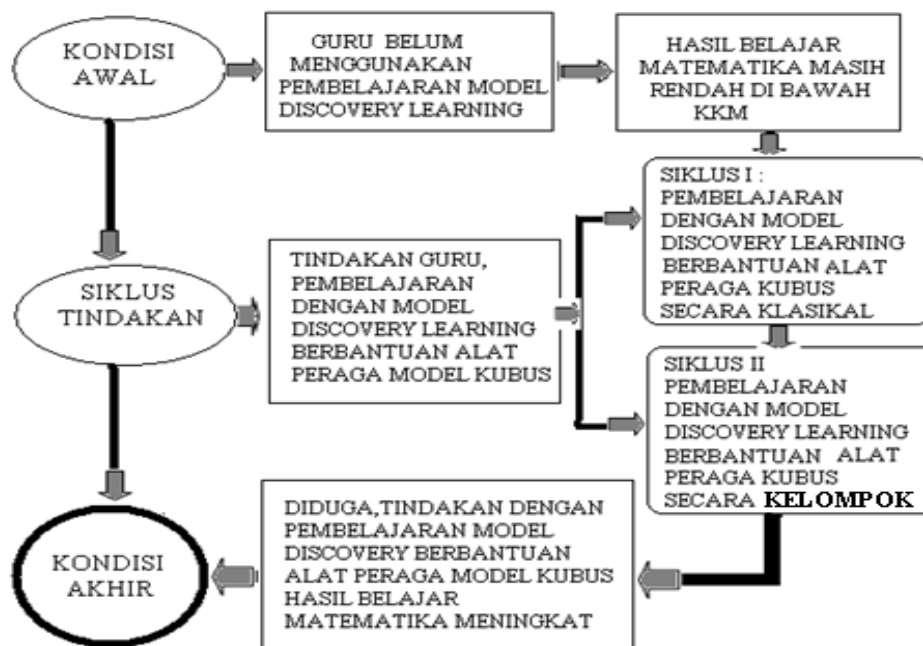 KONDISI
AWAL
GURU BELUM
MENGGUNAKAN
PEMBELAJARAN MODEL
DISCOVERY LEARNING
HASIL BELAJAR
MATEMATIKA MASIH
RENDAH DI BAWAH
KKM
SIKLUS
TINDAKAN
TINDAKAN GURU,
PEMBELAJARAN
DENGAN MODEL
DISCOVERY LEARNING
BERBANTUAN ALAT
PERAGA MODEL KUBUS
SIKLUS I :
PEMBELAJARAN
DENGAN MODEL
DISCOVERY LEARNING
BERBANTUAN ALAT
PERAGA KUBUS
SECARA KLASIKAL
SIKLUS II
PEMBELAJARAN
DENGAN MODEL
DISCOVERY LEARNING
BERBANTUAN ALAT
PERAGA KUBUS
SECARA KELOMPOK
KONDISI
AKHIR
DIDUGA,TINDAKAN DENGAN
PEMBELAJARAN MODEL
DISCOVERY BERBANTUAN
ALAT PERAGA MODEL KUBUS
HASIL BELAJAR
MATEMATIKA MENINGKAT